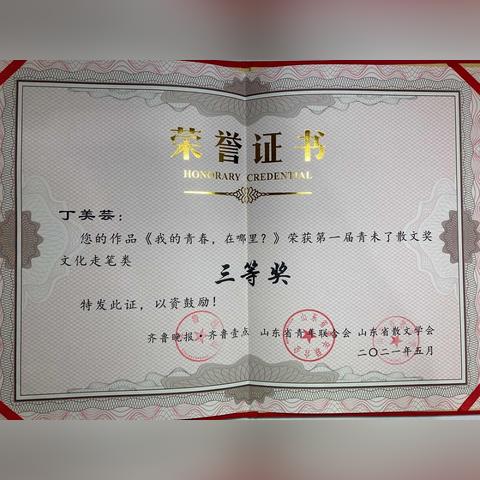 荣誉证书
HONORARY CREDENTIAL
丁美芸：
您的作品《我的青春，在哪里？》荣获第一届青未了散文奖
文化走笔类
三等奖
特发此证，以资鼓励！
齐鲁晚报·齐鲁壹点 山东省青年联合会 山东省散文学会
二〇二一年五月